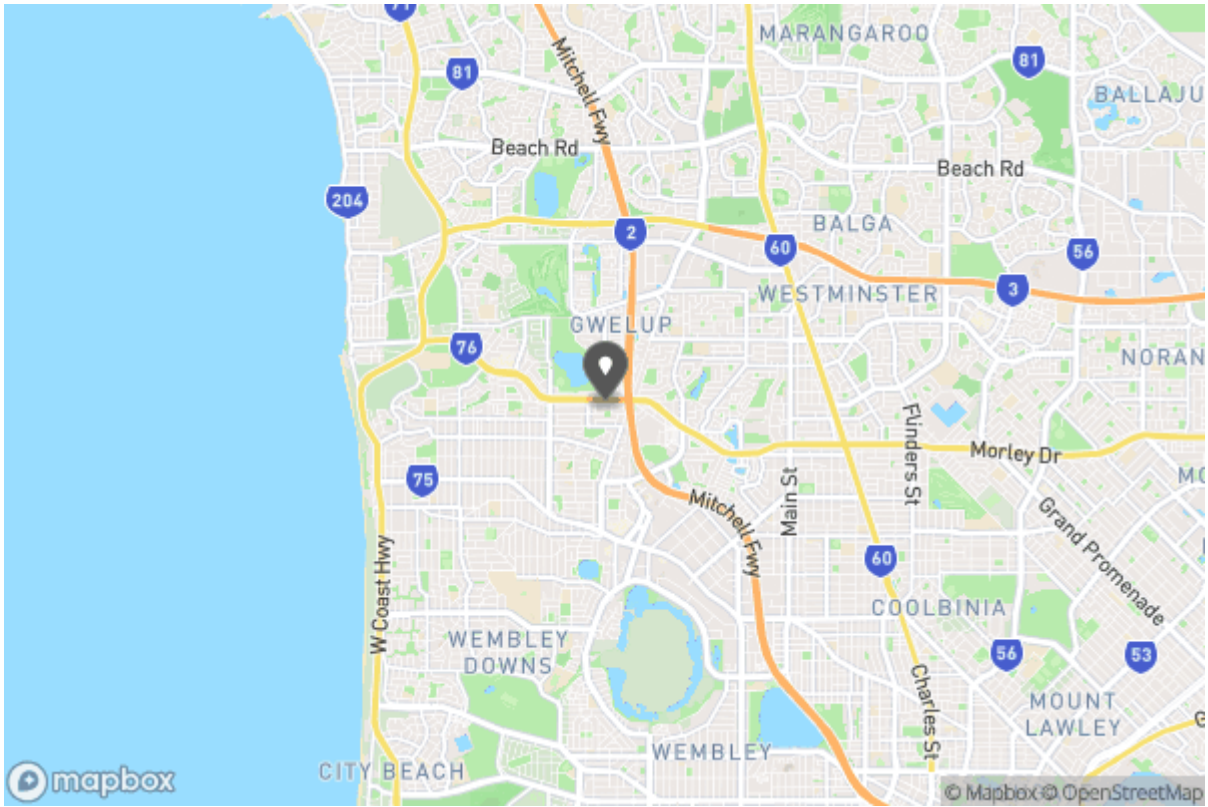 71
MARANGAROO
Mitchell Fwy
81
81
BALLAJU
Beach Rd
Beach Rd
204
2
BALGA
60
56
WESTMINSTER
3
GWELUP
76
NORAN
Flinders St
Morley Dr
Main St
75
MO
Grand Promenade
Mitchell Fwy
60
W Coast Hwy
COOLBINIA
WEMBLEY
DOWNS
56
53
Charles St
MOUNT
LAWLEY
WEMBLEY
CITY BEACH
mapbox
© Mapbox © OpenStreetMap